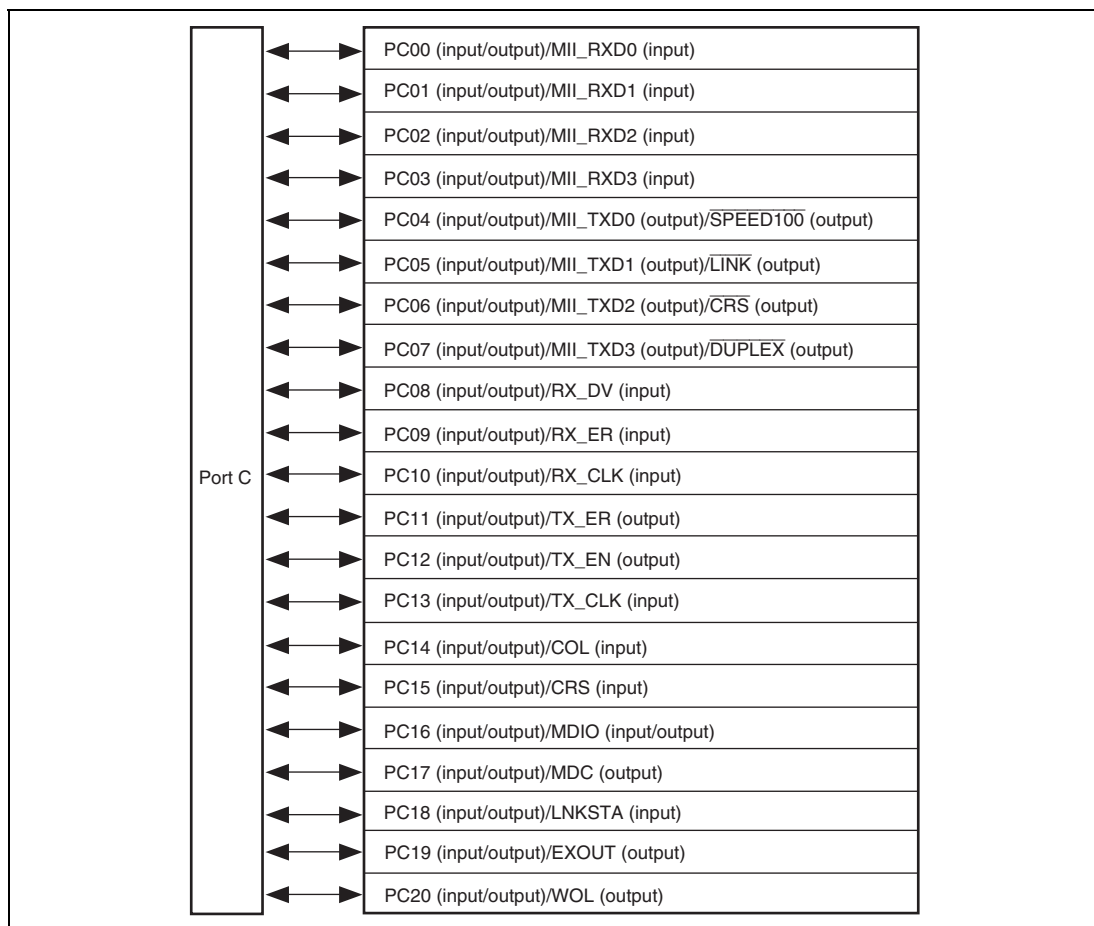 PC00 (input/output)/MII_RXD0 (input)
PC01 (input/output)/MII_RXD1 (input)
PC02 (input/output)/MII_RXD2 (input)
PC03 (input/output)/MII_RXD3 (input)
PC04 (input/output)/MII_TXD0 (output)/S̅P̅E̅E̅D̅1̅0̅0̅ (output)
PC05 (input/output)/MII_TXD1 (output)/L̅I̅N̅K̅ (output)
PC06 (input/output)/MII_TXD2 (output)/C̅R̅S̅ (output)
PC07 (input/output)/MII_TXD3 (output)/D̅U̅P̅L̅E̅X̅ (output)
PC08 (input/output)/RX_DV (input)
PC09 (input/output)/RX_ER (input)
Port C
PC10 (input/output)/RX_CLK (input)
PC11 (input/output)/TX_ER (output)
PC12 (input/output)/TX_EN (output)
PC13 (input/output)/TX_CLK (input)
PC14 (input/output)/COL (input)
PC15 (input/output)/CRS (input)
PC16 (input/output)/MDIO (input/output)
PC17 (input/output)/MDC (output)
PC18 (input/output)/LNKSTA (input)
PC19 (input/output)/EXOUT (output)
PC20 (input/output)/WOL (output)